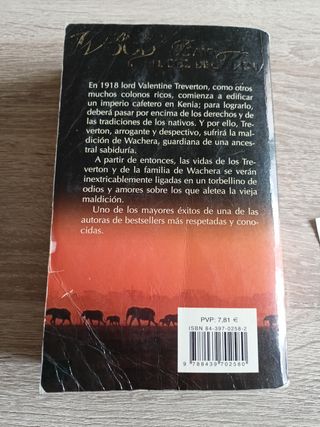 En 1918 lord Valentine Treverton, como otros
muchos colonos ricos, comienza a edificar
un imperio cafetero en Kenia; para lograrlo,
deberá pasar por encima de los derechos y de
las tradiciones de los nativos. Y por ello, Tre-
verton, arrogante y despectivo, sufrirá la mal-
dición de Wachera, guardiana de una ances-
tral sabiduría.
A partir de entonces, las vidas de los Tre-
verton y de la familia de Wachera se verán
inextricablemente ligadas en un torbellino de
odios y amores sobre los que aletea la vieja
maldición.
Uno de los mayores éxitos de una de las
autoras de bestsellers más respetadas y cono-
cidas.
PVP: 7,81 €
ISBN 84-397-0258-2
9 788439 702580